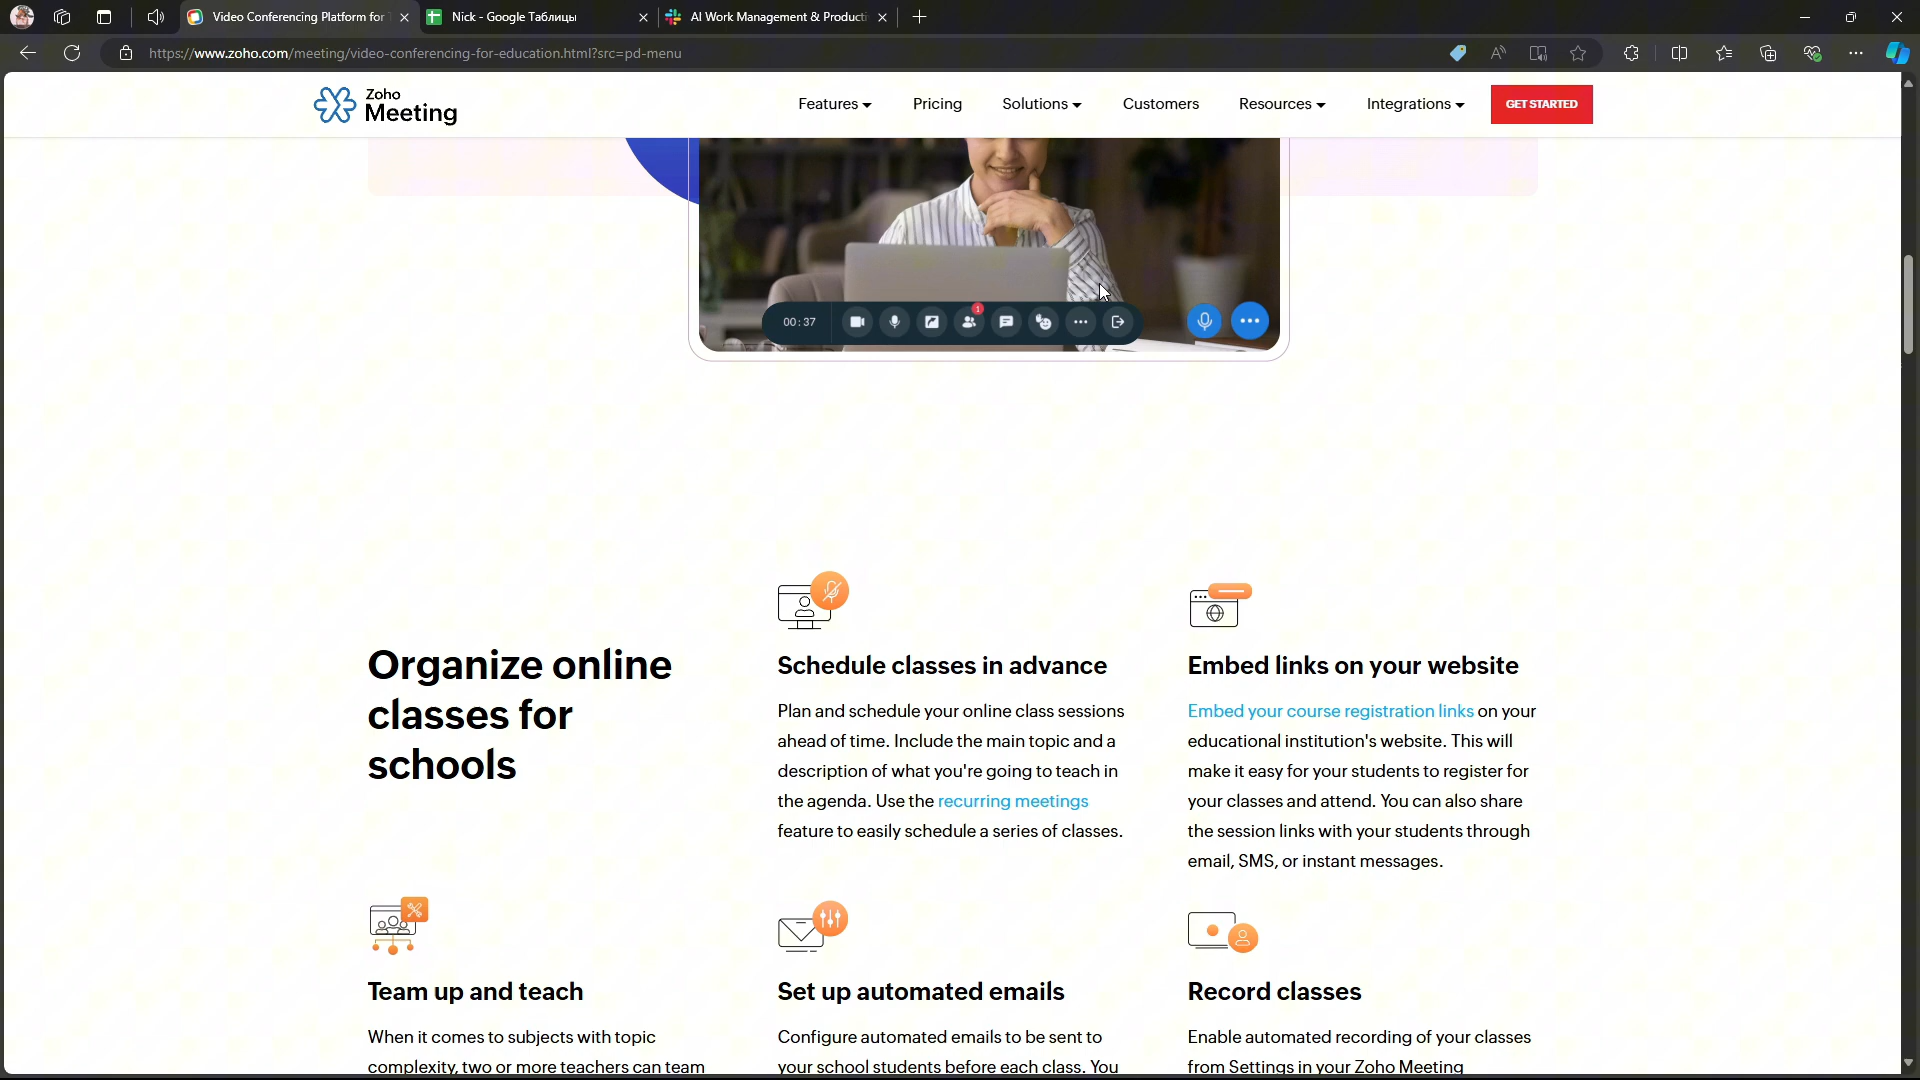 Video Conferencing Platform for
Nick - Google Таблицы
AI Work Management & Producti
https://www.zoho.com/meeting/video-conferencing-for-education.html?src=pd-menu
Zoho
Meeting
Features
Pricing
Solutions
Customers
Resources
Integrations
GET STARTED
00:37
1
Organize online
classes for
schools
Schedule classes in advance
Plan and schedule your online class sessions
ahead of time. Include the main topic and a
description of what you're going to teach in
the agenda. Use the recurring meetings
feature to easily schedule a series of classes.
Embed links on your website
Embed your course registration links on your
educational institution's website. This will
make it easy for your students to register for
your classes and attend. You can also share
the session links with your students through
email, SMS, or instant messages.
Team up and teach
When it comes to subjects with topic
complexity, two or more teachers can team
Set up automated emails
Configure automated emails to be sent to
your school students before each class. You
Record classes
Enable automated recording of your classes
from Settings in your Zoho Meeting